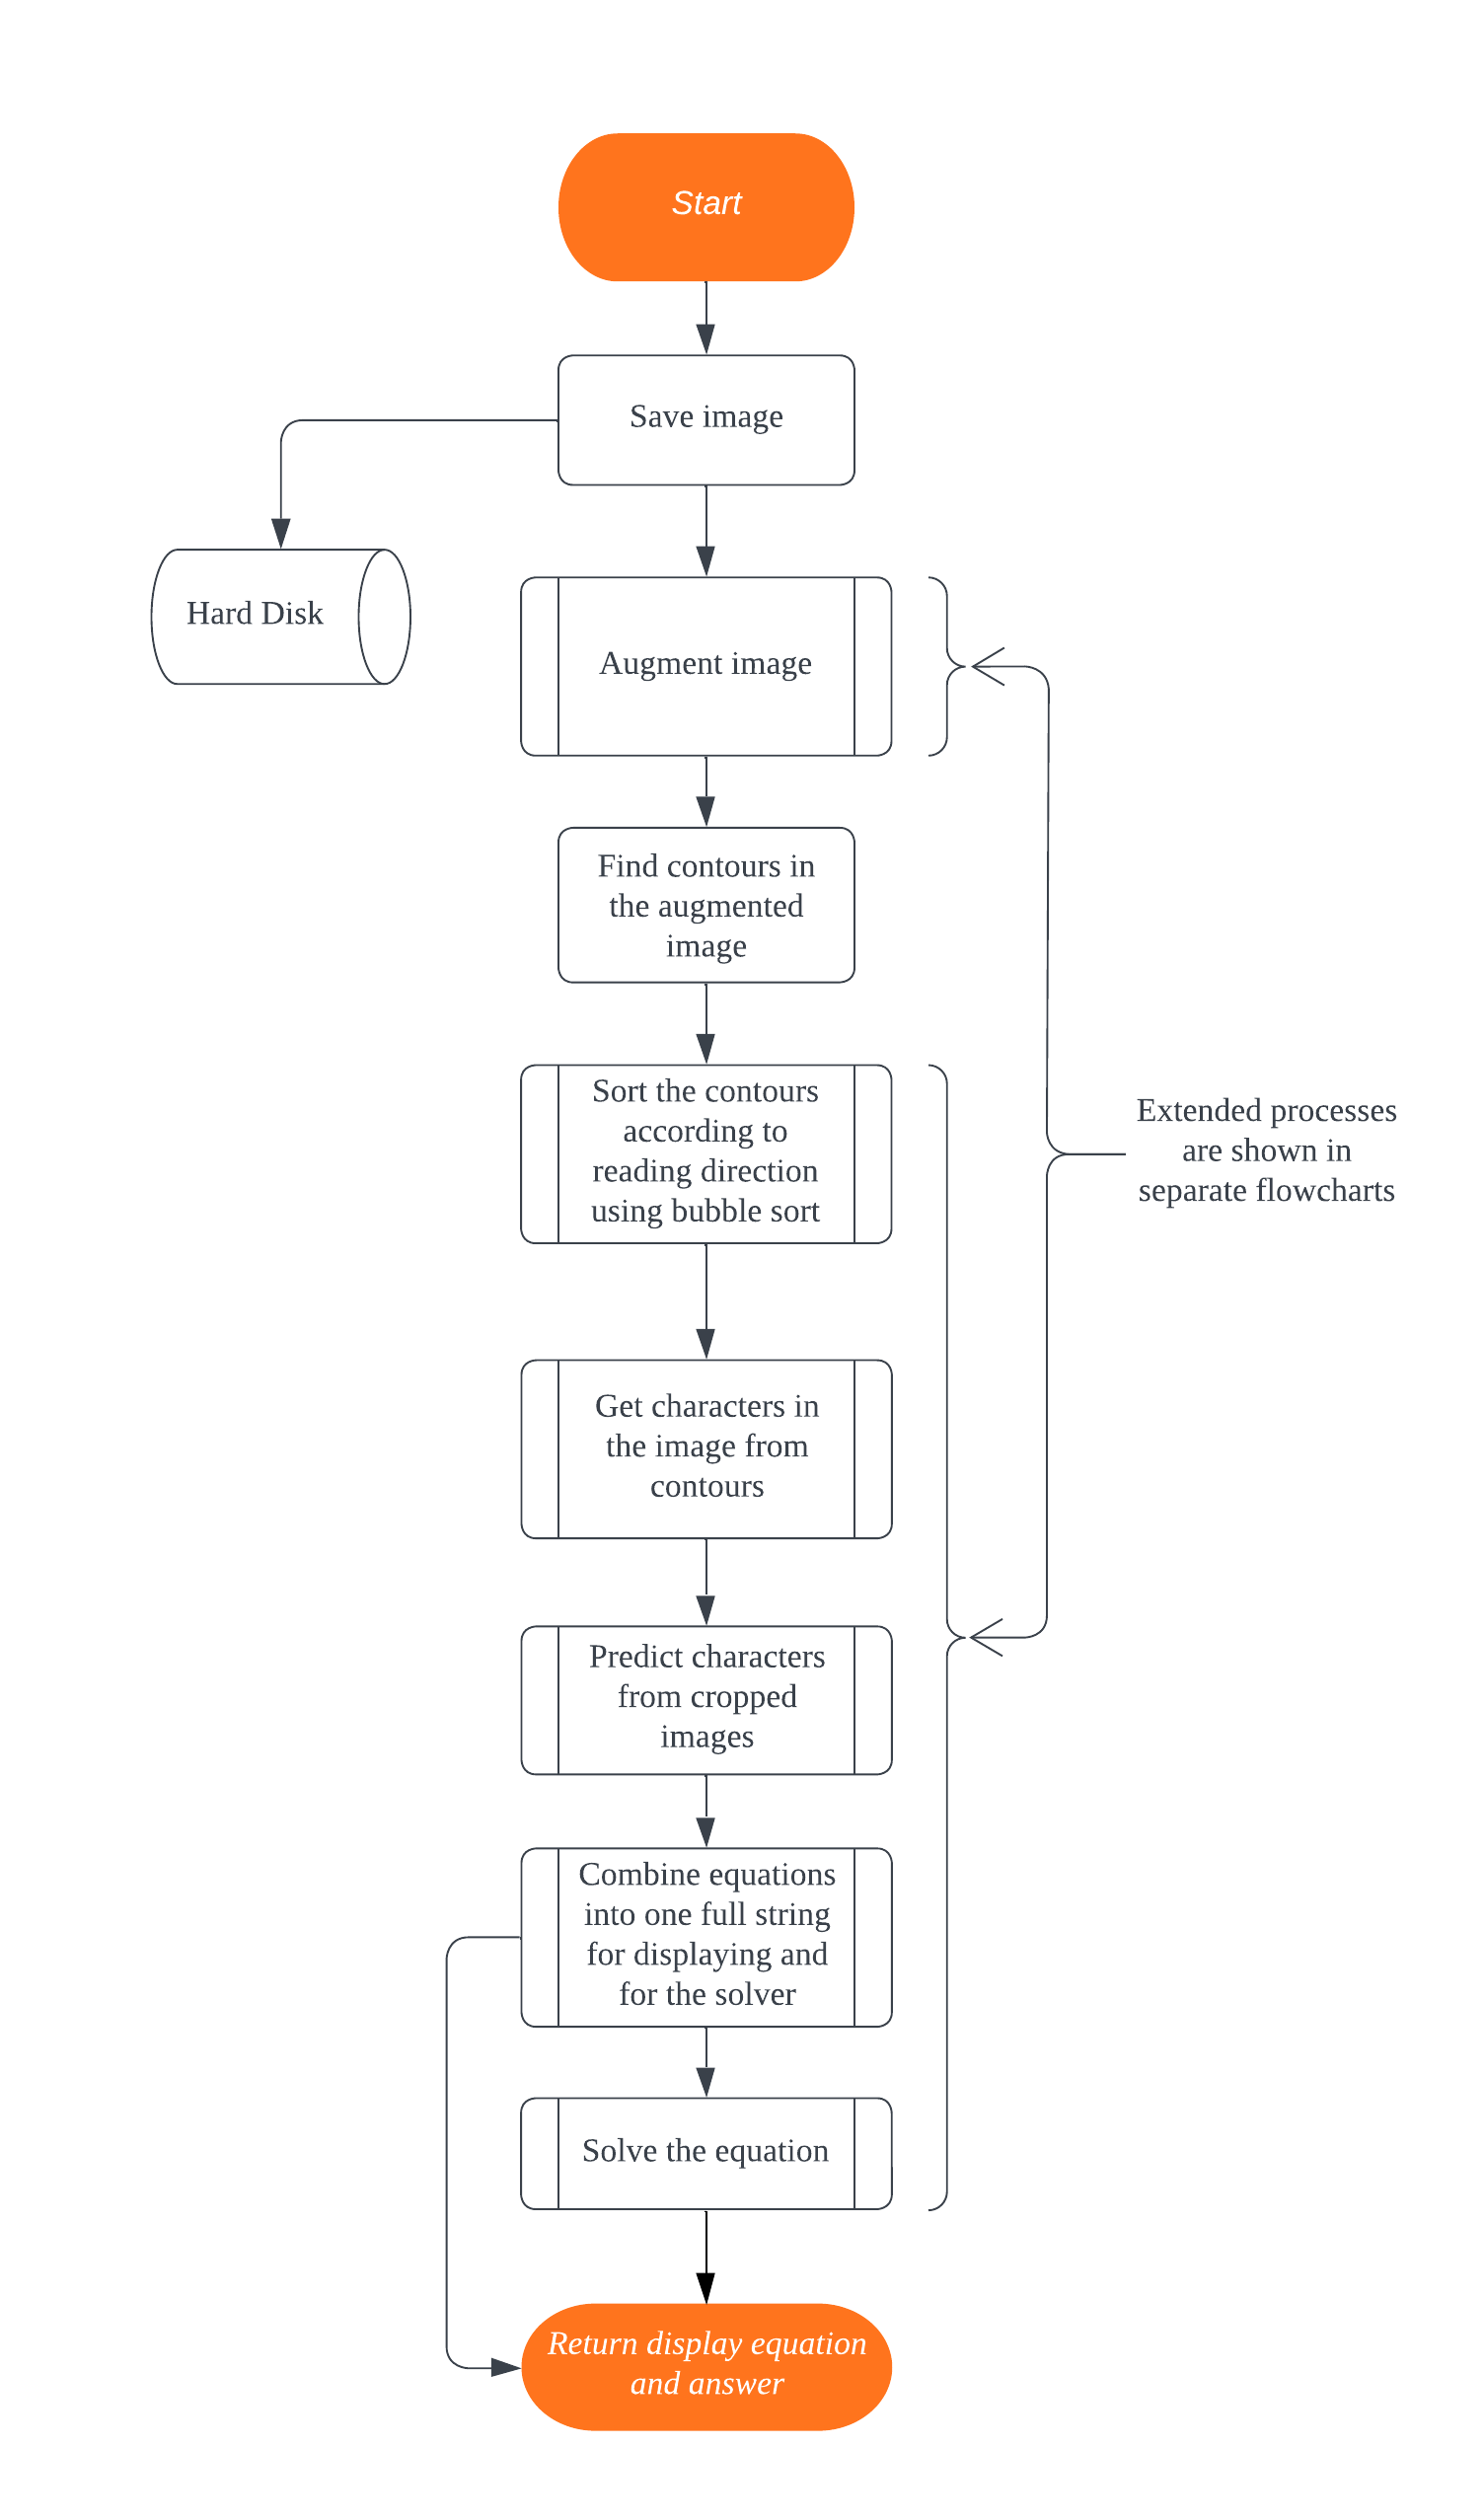 Start
Save image
Hard Disk
Augment image
Find contours in
the augmented
image
Sort the contours
according to
reading direction
using bubble sort
Extended processes
are shown in
separate flowcharts
Get characters in
the image from
contours
Predict characters
from cropped
images
Combine equations
into one full string
for displaying and
for the solver
Solve the equation
Return display equation
and answer